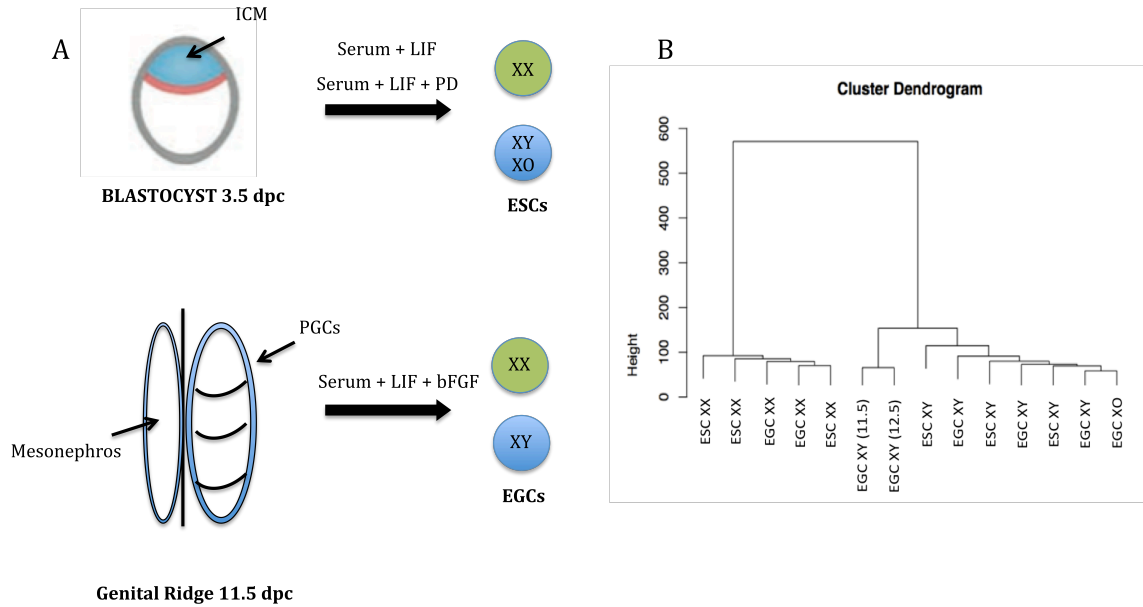 A
ICM
Serum + LIF
Serum + LIF + PD
XX
XY
XO
BLASTOCYST 3.5 dpc
ESCs
PGCs
Serum + LIF + bFGF
XX
XY
Mesonephros
EGCs
Genital Ridge 11.5 dpc
B
Cluster Dendrogram
Height
600
500
400
300
200
100
0
ESC XX
ESC XX
EGC XX
EGC XX
ESC XX
EGC XY (11.5)
EGC XY (12.5)
ESC XY
EGC XY
ESC XY
EGC XY
ESC XY
EGC XY
EGC XO